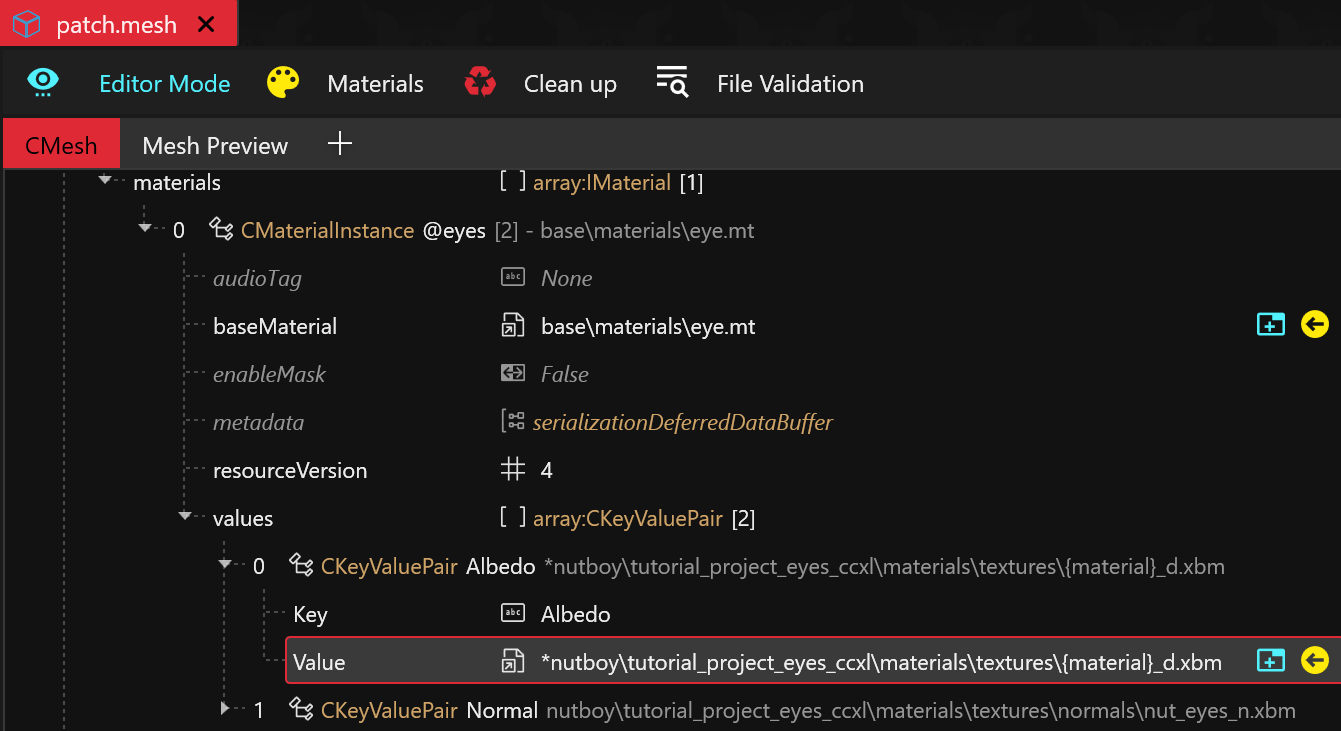 patch.mesh
Editor Mode Materials Clean up File Validation
CMesh Mesh Preview
materials [ ] array:IMaterial [1]
0 CMaterialInstance @eyes [2] - base\materials\eye.mt
audioTag abc None
baseMaterial base\materials\eye.mt
enableMask False
metadata serializationDeferredDataBuffer
resourceVersion 4
values [ ] array:CKeyValuePair [2]
0 CKeyValuePair Albedo *nutboy\tutorial_project_eyes_ccxl\materials\textures\{material}_d.xbm
Key abc Albedo
Value *nutboy\tutorial_project_eyes_ccxl\materials\textures\{material}_d.xbm
1 CKeyValuePair Normal nutboy\tutorial_project_eyes_ccxl\materials\textures\normals\nut_eyes_n.xbm